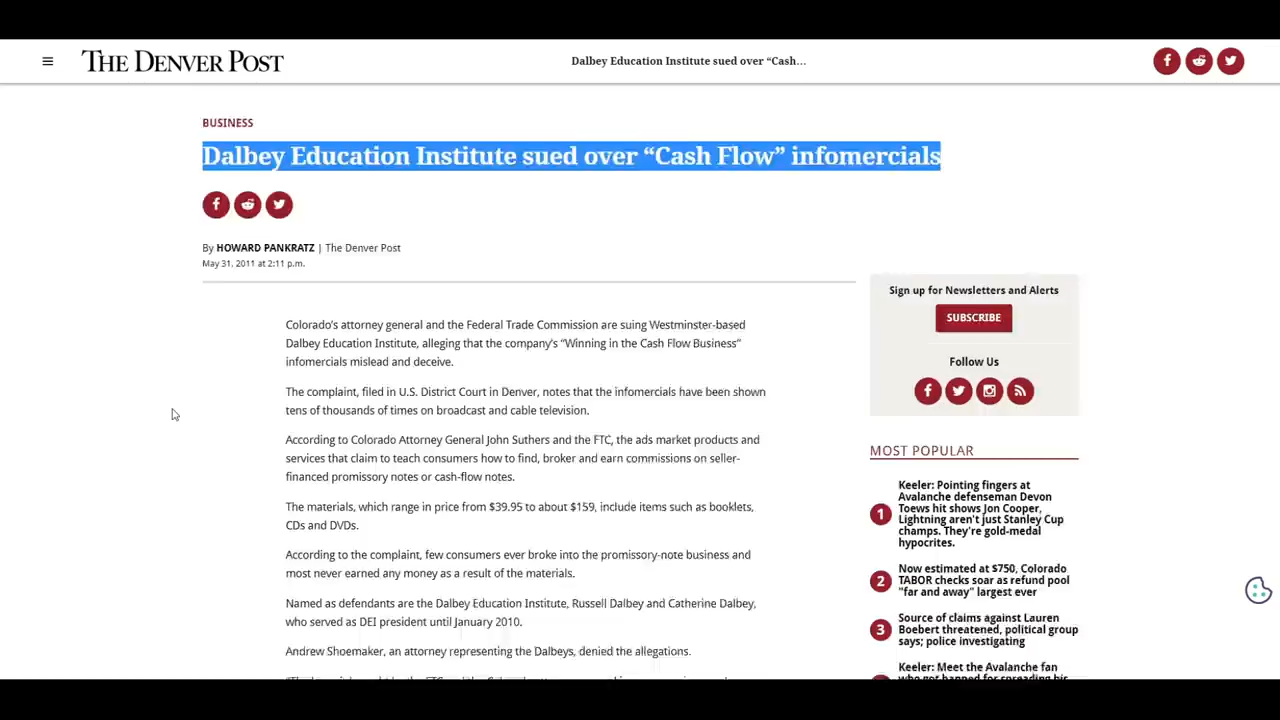 THE DENVER POST
Dalbey Education Institute sued over “Cash...
BUSINESS
Dalbey Education Institute sued over “Cash Flow” infomercials
By HOWARD PANKRATZ | The Denver Post
May 31, 2011 at 2:11 p.m.
Colorado’s attorney general and the Federal Trade Commission are suing Westminster-based
Dalbey Education Institute, alleging that the company’s “Winning in the Cash Flow Business”
infomercials mislead and deceive.
The complaint, filed in U.S. District Court in Denver, notes that the infomercials have been shown
tens of thousands of times on broadcast and cable television.
According to Colorado Attorney General John Suthers and the FTC, the ads market products and
services that claim to teach consumers how to find, broker and earn commissions on seller-
financed promissory notes or cash-flow notes.
The materials, which range in price from $39.95 to about $159, include items such as booklets,
CDs and DVDs.
According to the complaint, few consumers ever broke into the promissory-note business and
most never earned any money as a result of the materials.
Named as defendants are the Dalbey Education Institute, Russell Dalbey and Catherine Dalbey,
who served as DEI president until January 2010.
Andrew Shoemaker, an attorney representing the Dalbeys, denied the allegations.
Sign up for Newsletters and Alerts
SUBSCRIBE
Follow Us
MOST POPULAR
1
Keeler: Pointing fingers at
Avalanche defenseman Devon
Toews hit shows Jon Cooper,
Lightning aren't just Stanley Cup
champs. They're gold-medal
hypocrites.
2
Now estimated at $750, Colorado
TABOR checks soar as refund pool
"far and away" largest ever
3
Source of claims against Lauren
Boebert threatened, political group
says; police investigating
Keeler: Meet the Avalanche fan
who got banned for spreading his